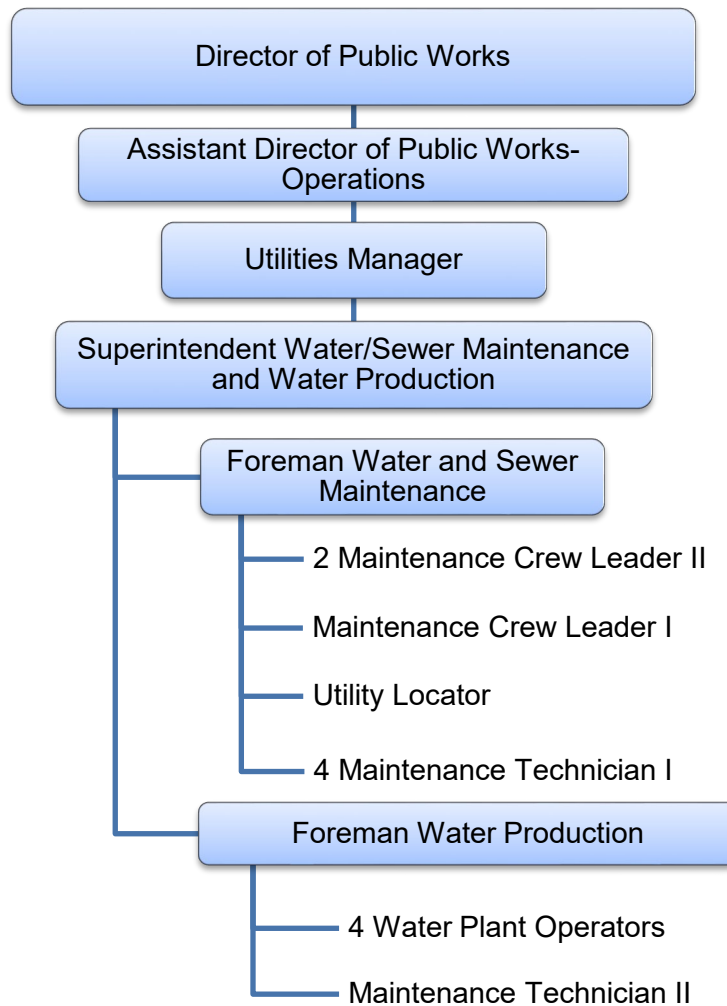 Director of Public Works
Assistant Director of Public Works-
Operations
Utilities Manager
Superintendent Water/Sewer Maintenance
and Water Production
Foreman Water and Sewer
Maintenance
2 Maintenance Crew Leader II
Maintenance Crew Leader I
Utility Locator
4 Maintenance Technician I
Foreman Water Production
4 Water Plant Operators
Maintenance Technician II